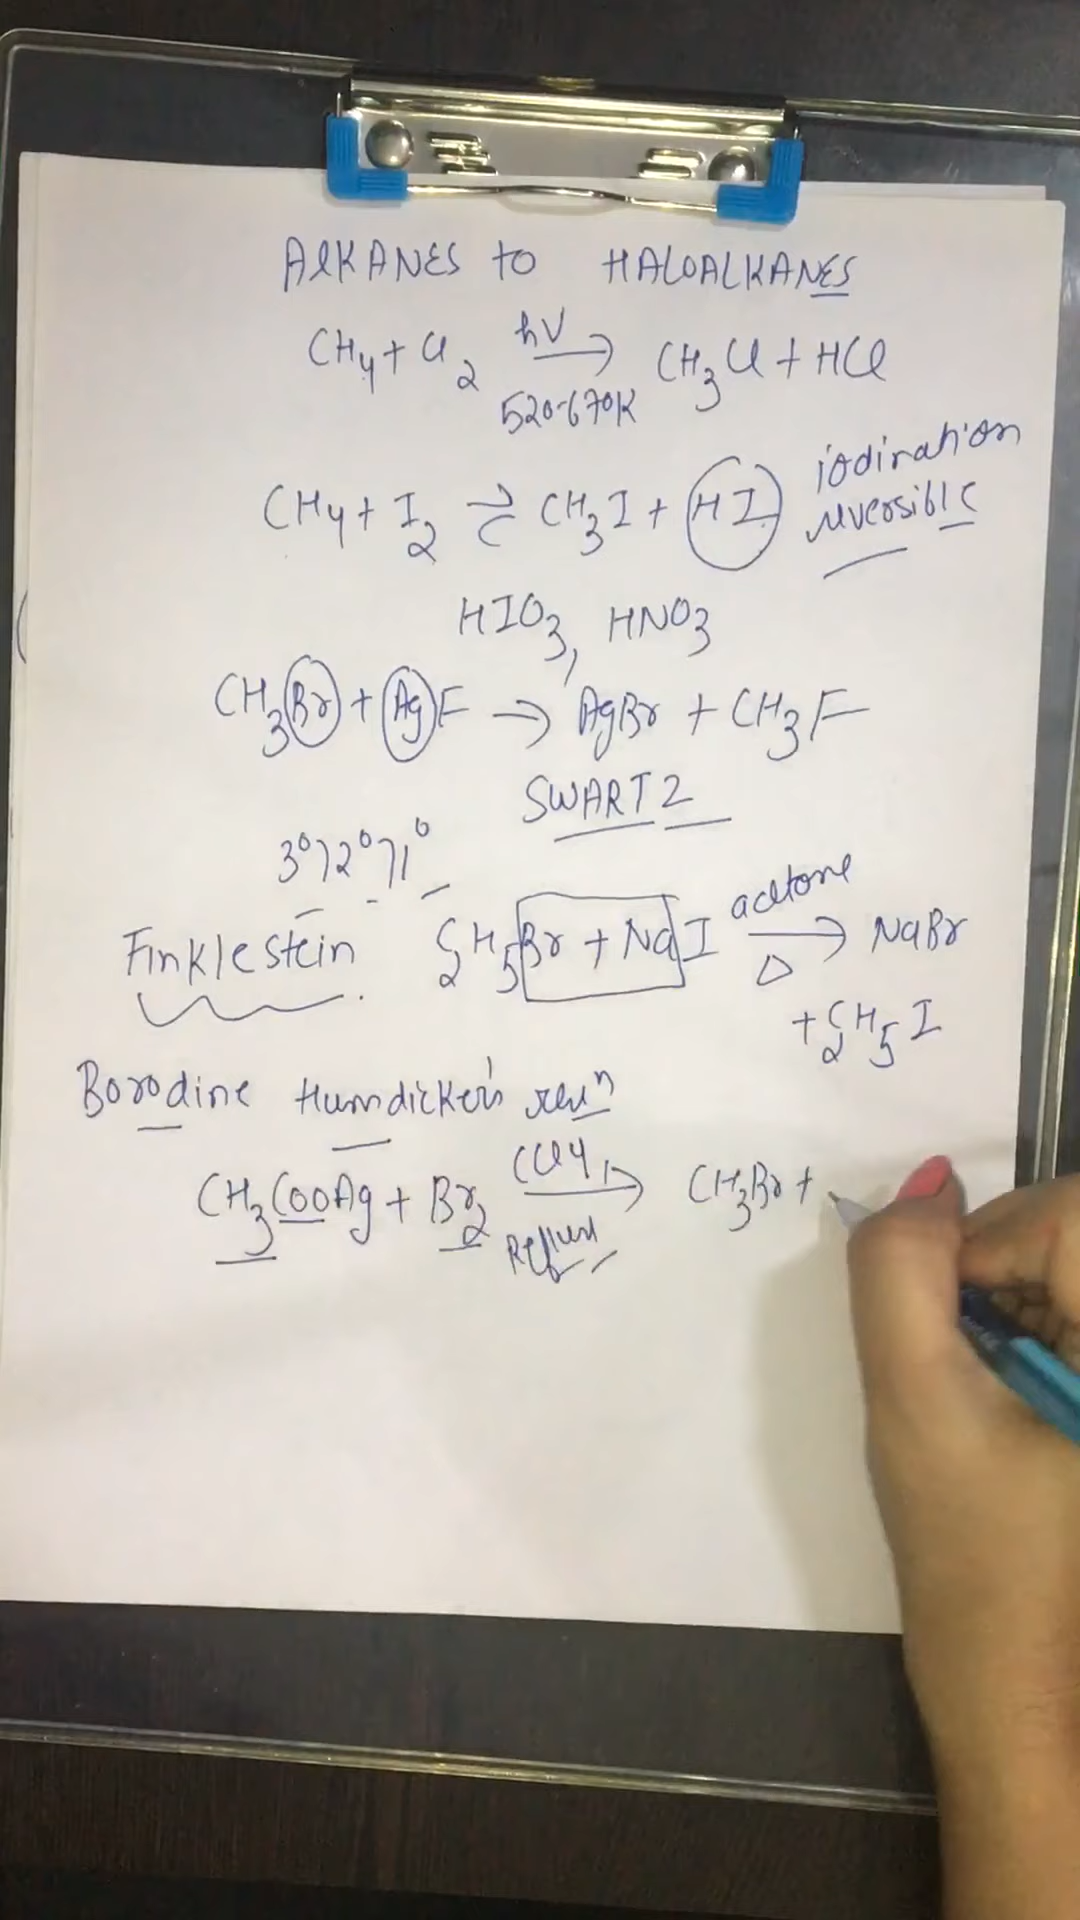 ALKANES to HALOALKANES
CH4 + Cl2 hν 520-670K → CH3Cl + HCl
CH4 + I2 ⇌ CH3I + HI iodination reversible
HIO3, HNO3
CH3Br + AgF → AgBr + CH3F
SWARTZ
3° > 2° > 1°
Finklestein C2H5Br + NaI acetone Δ → NaBr
+ C2H5I
Borodine Hunndicker's rexn
CH3COOAg + Br2 CCl4, Reflux → CH3Br +